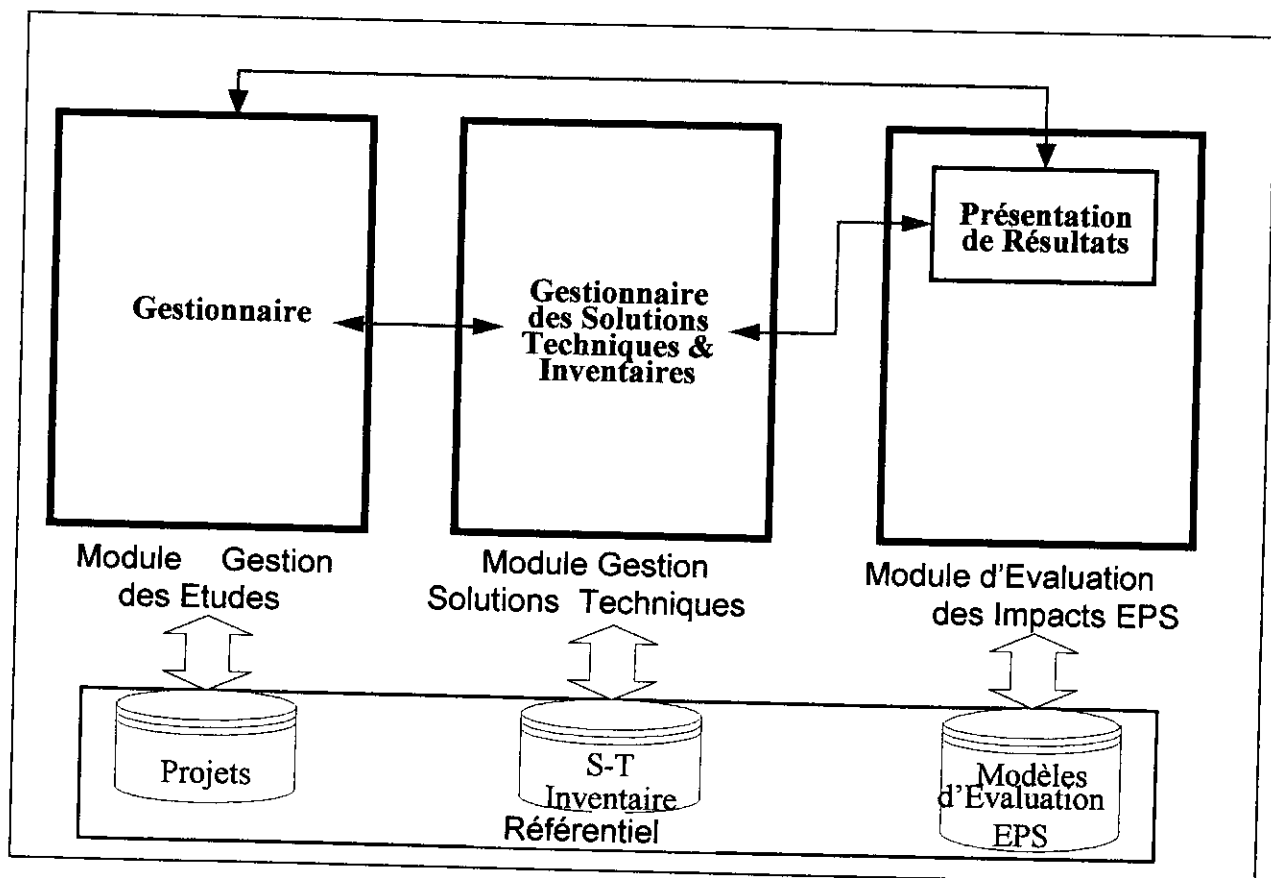 Gestionnaire
Gestionnaire
des Solutions
Techniques &
Inventaires
Présentation
de Résultats
Module Gestion
des Etudes
Module Gestion
Solutions Techniques
Module d'Evaluation
des Impacts EPS
Projets
S-T
Inventaire
Modèles
d'Evaluation
EPS
Référentiel